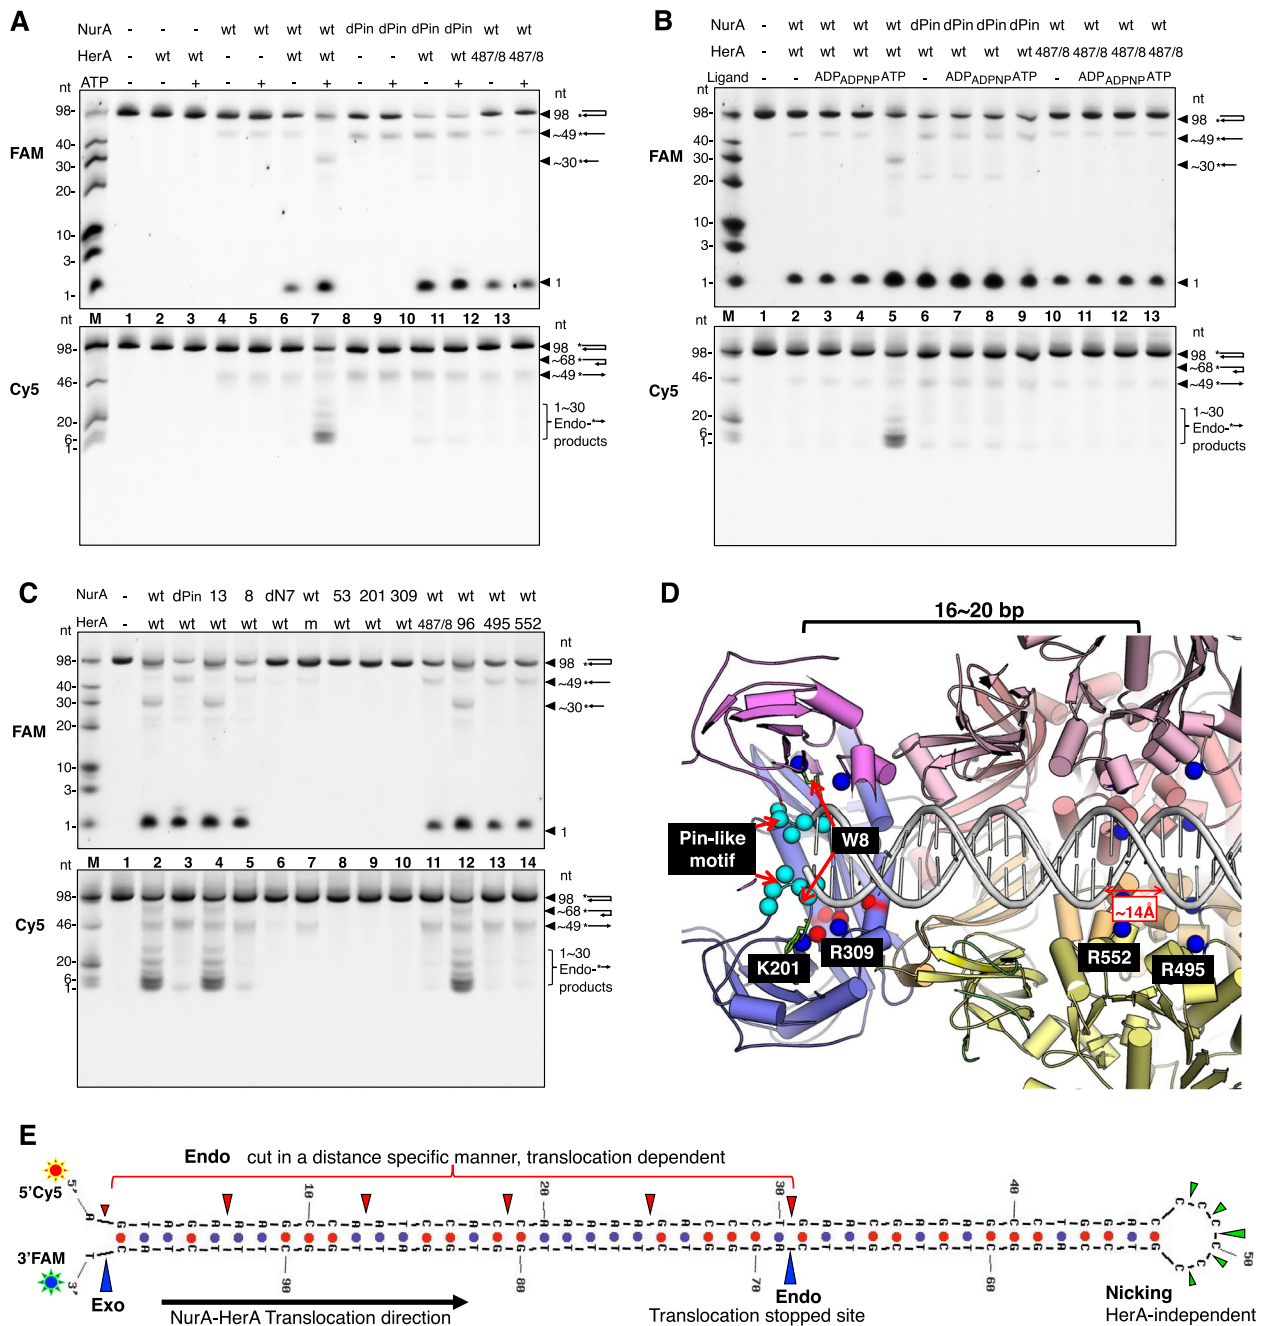 A
NurA - - - wt wt wt wt dPin dPin dPin dPin wt wt
HerA - wt wt - - wt wt - - wt wt 487/8 487/8
ATP - - + - + - + - + - + - +
nt
98-
40-
30-
20-
10-
3-
1-
FAM
nt
98 *
~49 *
~30 *
1
nt M 1 2 3 4 5 6 7 8 9 10 11 12 13
98-
46-
20-
6-
1-
Cy5
98 *
~68 *
~49 *
1~30
Endo-*
products
B
NurA - wt wt wt wt dPin dPin dPin dPin wt wt wt wt
HerA - wt wt wt wt wt wt wt wt 487/8 487/8 487/8 487/8
Ligand - - ADP ADPNP ATP - ADP ADPNP ATP - ADP ADPNP ATP
nt
98-
40-
30-
20-
10-
3-
1-
FAM
nt
98 *
~49 *
~30 *
1
nt M 1 2 3 4 5 6 7 8 9 10 11 12 13
98-
46-
20-
6-
1-
Cy5
98 *
~68 *
~49 *
1~30
Endo-*
products
C
NurA - wt dPin 13 8 dN7 wt 53 201 309 wt wt wt wt
HerA - wt wt wt wt wt m wt wt wt 487/8 96 495 552
nt
98-
40-
30-
20-
10-
3-
1-
FAM
nt
98 *
~49 *
~30 *
1
nt M 1 2 3 4 5 6 7 8 9 10 11 12 13 14
98-
46-
20-
6-
1-
Cy5
98 *
~68 *
~49 *
1~30
Endo-*
products
D
16~20 bp
Pin-like
motif
W8
K201
R309
~14Å
R552
R495
E
Endo cut in a distance specific manner, translocation dependent
5'Cy5
5'
10
20
30
40
50
3'FAM
3'
90
80
70
60
Exo
NurA-HerA Translocation direction
Endo
Translocation stopped site
Nicking
HerA-independent